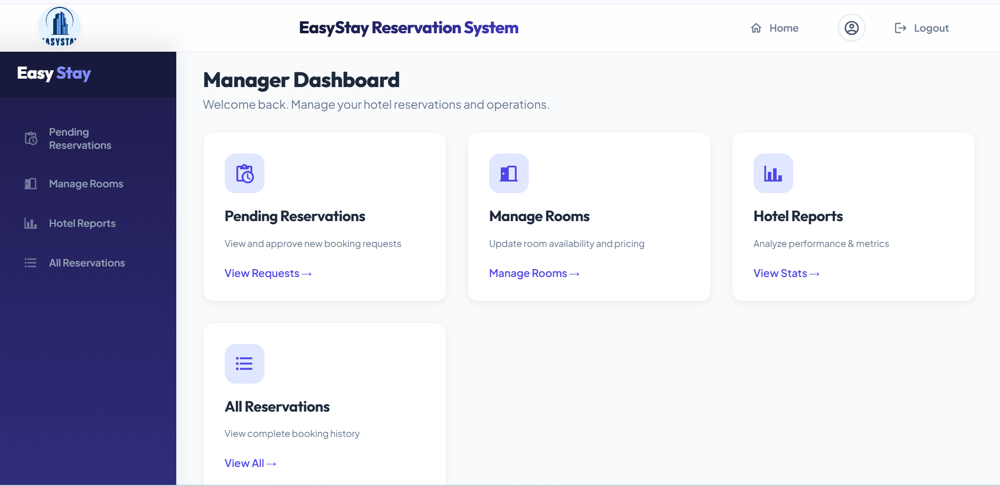 EasyStay Reservation System
Home
Logout
Easy Stay
Pending
Reservations
Manage Rooms
Hotel Reports
All Reservations
Manager Dashboard
Welcome back. Manage your hotel reservations and operations.
Pending Reservations
View and approve new booking requests
View Requests →
Manage Rooms
Update room availability and pricing
Manage Rooms →
Hotel Reports
Analyze performance & metrics
View Stats →
All Reservations
View complete booking history
View All →